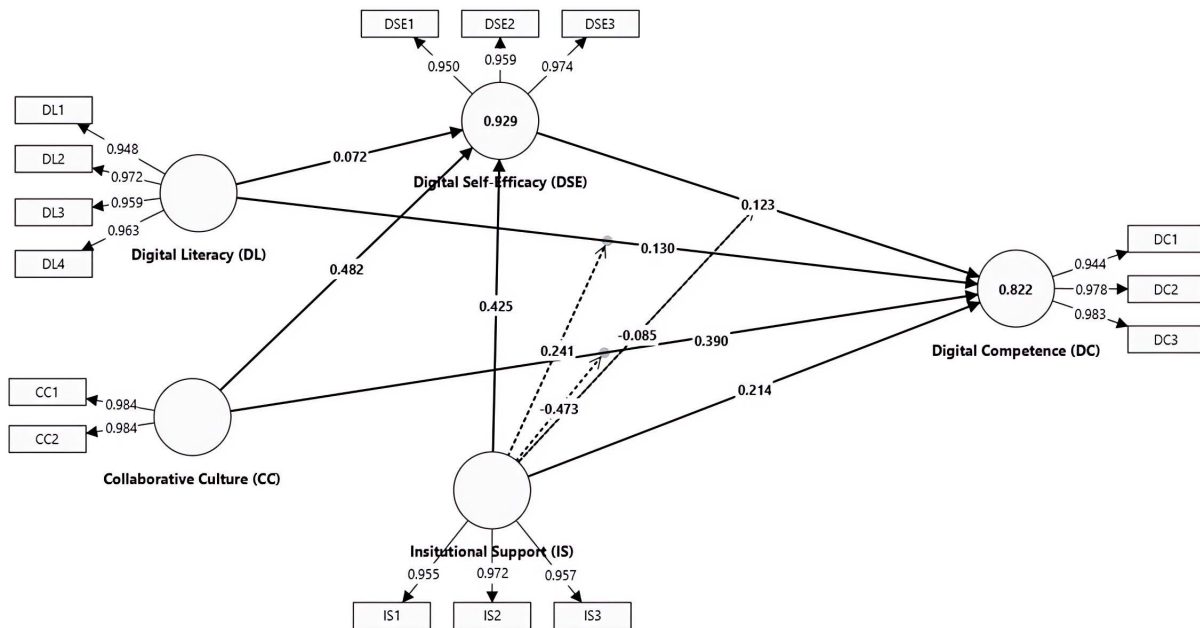 DSE1
DSE2
DSE3
0.950
0.959
0.974
DL1
DL2
DL3
DL4
0.948
0.972
0.959
0.963
0.929
0.072
Digital Self-Efficacy (DSE)
Digital Literacy (DL)
0.123
0.130
0.482
0.425
DC1
DC2
DC3
0.944
0.978
0.983
0.822
Digital Competence (DC)
-0.085
0.390
0.241
0.214
-0.473
CC1
CC2
0.984
0.984
Collaborative Culture (CC)
Insitutional Support (IS)
0.955
0.972
0.957
IS1
IS2
IS3